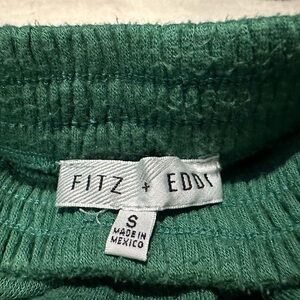 FITZ + EDDI
S
MADE IN
MEXICO